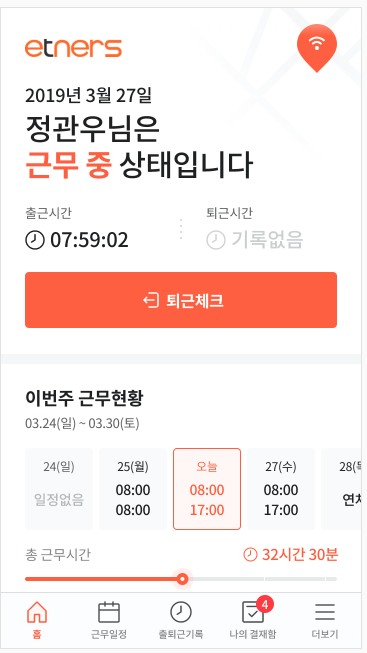 etners
2019년 3월 27일
정관우님은
근무 중 상태입니다
출근시간 퇴근시간
07:59:02 기록없음
퇴근체크
이번주 근무현황
03.24(일) ~ 03.30(토)
24(일) 25(월) 오늘 27(수) 28(
일정없음 08:00 08:00 08:00 연차
08:00 17:00 17:00
총 근무시간 32시간 30분
4
홈 근무일정 출퇴근기록 나의 결재함 더보기